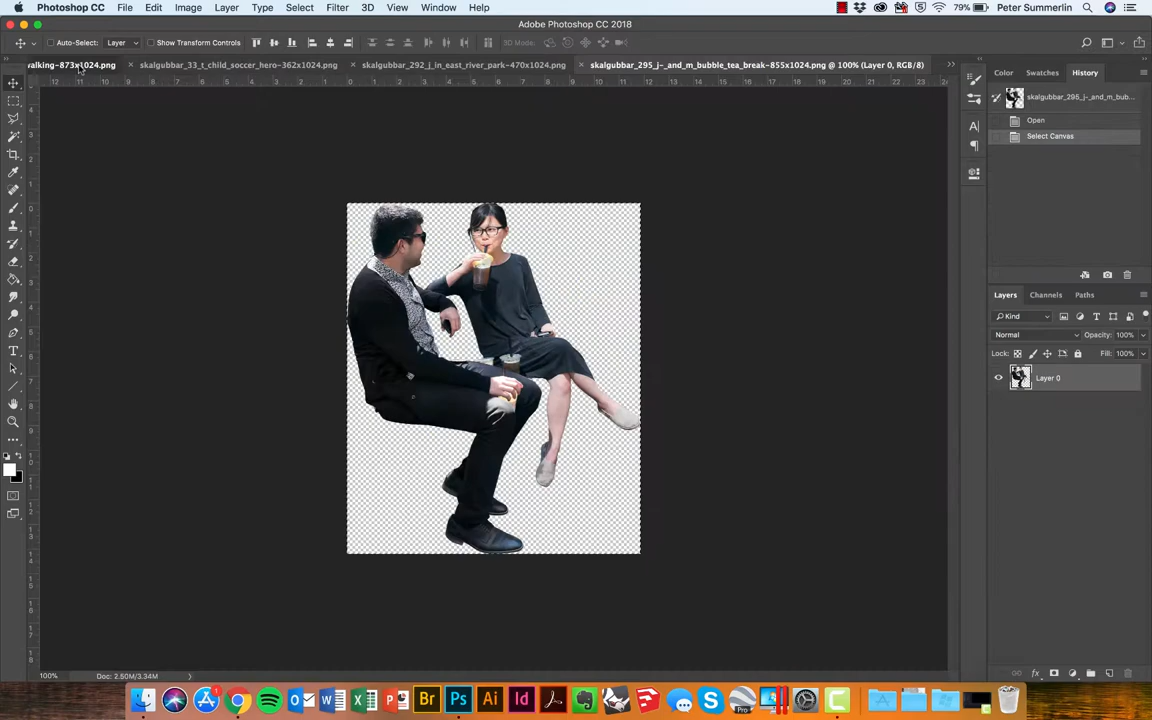 Photoshop CC File Edit Image Layer Type Select Filter 3D View Window Help 79% Peter Summerlin
Adobe Photoshop CC 2018
Auto-Select: Layer Show Transform Controls 3D Mode:
walking-873x1024.png skalgubbar_33_t_child_soccer_hero-362x1024.png skalgubbar_292_j_in_east_river_park-470x1024.png skalgubbar_295_j-_and_m_bubble_tea_break-855x1024.png @ 100% (Layer 0, RGB/8)
Color Swatches History
skalgubbar_295_j-_and_m_bub...
Open
Select Canvas
Layers Channels Paths
Kind
Normal Opacity: 100%
Lock: Fill: 100%
Layer 0
100% Doc: 2.50M/3.34M